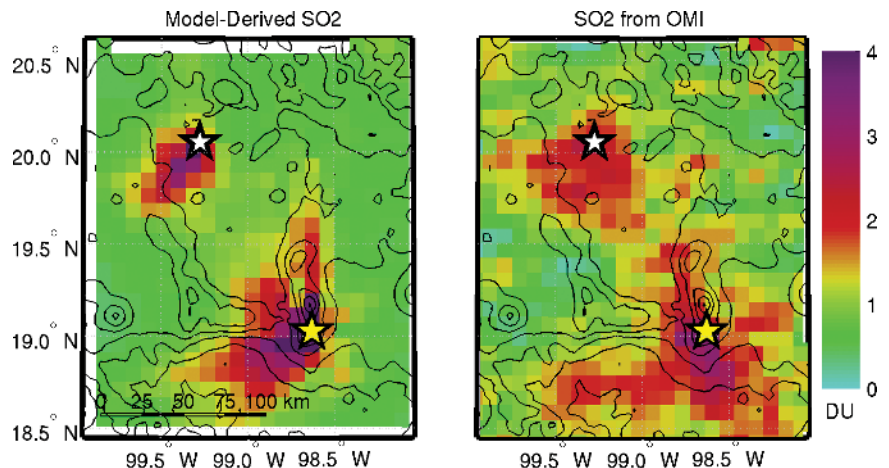 Model-Derived SO2
SO2 from OMI
20.5° N
20.0° N
19.5° N
19.0° N
18.5° N
0 25 50 75 100 km
99.5° W 99.0° W 98.5° W
99.5° W 99.0° W 98.5° W
4
3
2
1
0
DU